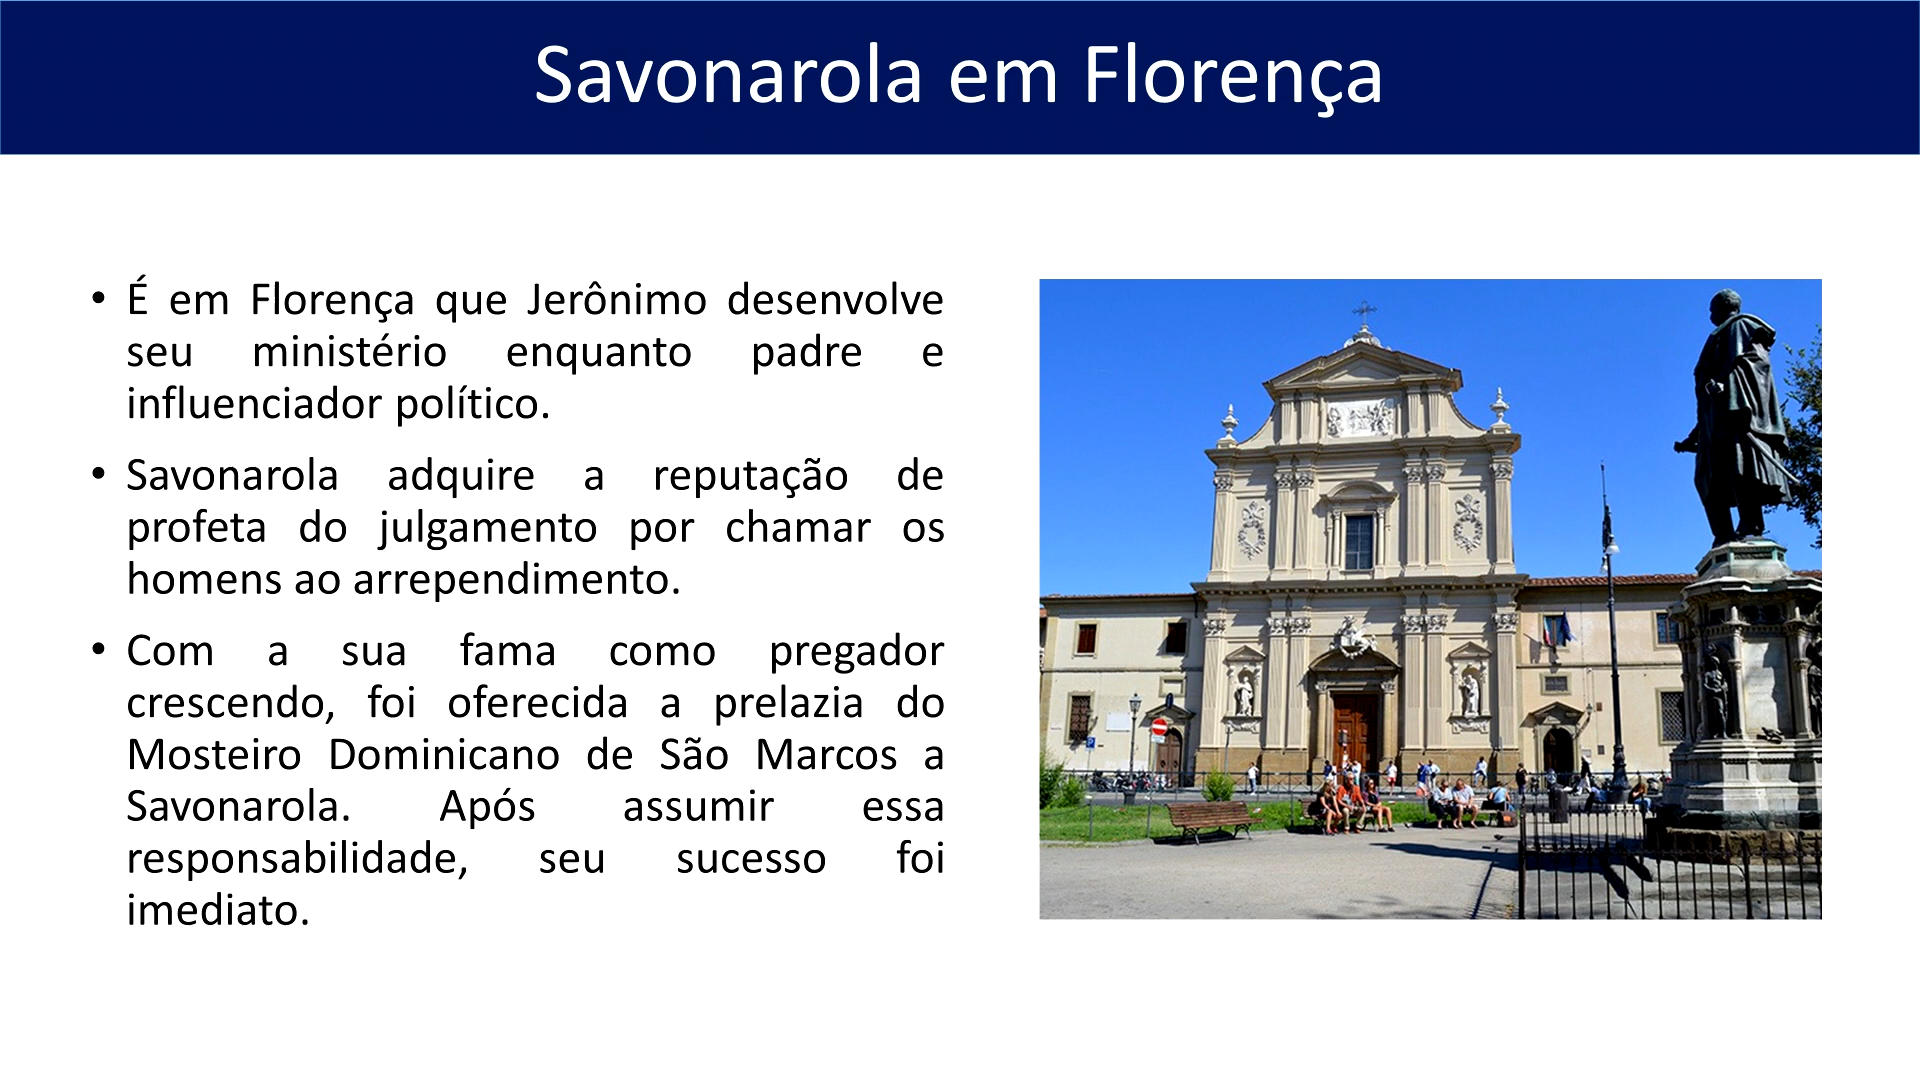 Savonarola em Florença
• É em Florença que Jerônimo desenvolve
seu ministério enquanto padre e
influenciador político.
• Savonarola adquire a reputação de
profeta do julgamento por chamar os
homens ao arrependimento.
• Com a sua fama como pregador
crescendo, foi oferecida a prelazia do
Mosteiro Dominicano de São Marcos a
Savonarola. Após assumir essa
responsabilidade, seu sucesso foi
imediato.